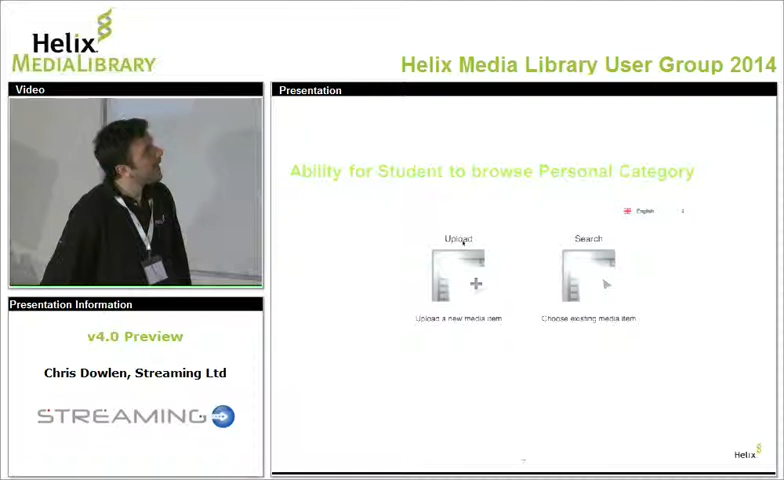 Helix
MEDIALIBRARY
Helix Media Library User Group 2014
Video
Presentation
Ability for Student to browse Personal Category
English
Upload
Search
Upload a new media item
Choose existing media item
Helix
Presentation Information
v4.0 Preview
Chris Dowlen, Streaming Ltd
STREAMING